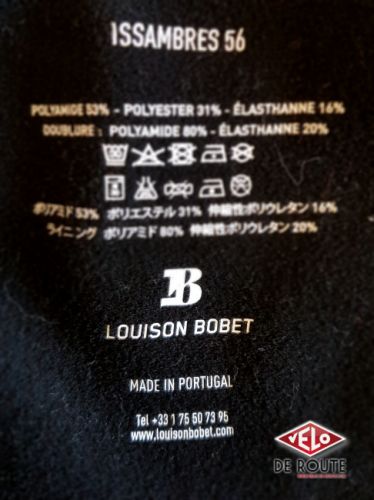 ISSAMBRES 56
POLYAMIDE 53% - POLYESTER 31% - ÉLASTHANNE 16%
DOUBLURE : POLYAMIDE 80% - ÉLASTHANNE 20%
ポリアミド 53% ポリエステル 31% 伸縮性ポリウレタン 16%
ライニング ポリアミド 80% 伸縮性ポリウレタン 20%
LB
LOUISON BOBET
MADE IN PORTUGAL
Tel +33 1 75 50 73 95
www.louisonbobet.com
VELO
DE ROUTE